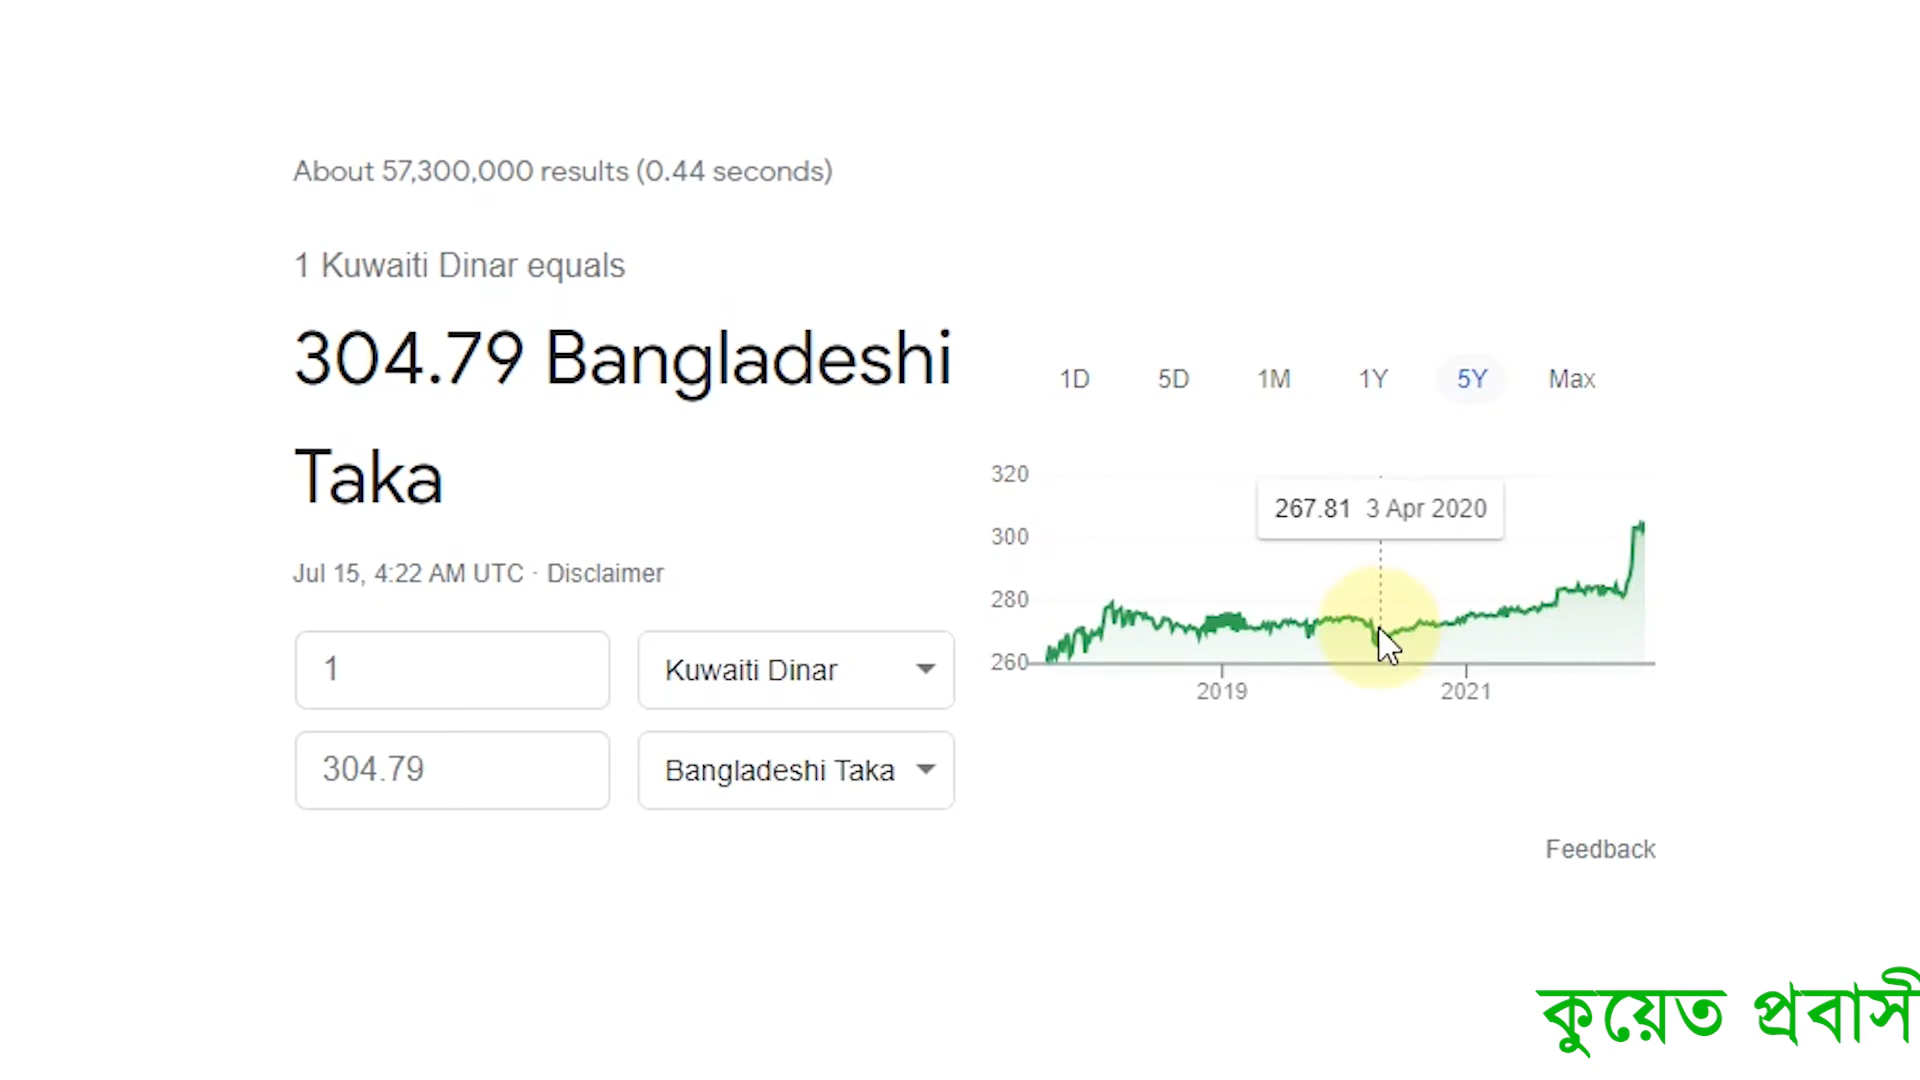 About 57,300,000 results (0.44 seconds)
1 Kuwaiti Dinar equals
304.79 Bangladeshi
Taka
Jul 15, 4:22 AM UTC · Disclaimer
1 Kuwaiti Dinar
304.79 Bangladeshi Taka
1D 5D 1M 1Y 5Y Max
320
267.81 3 Apr 2020
300
280
260
2019 2021
Feedback
কুয়েত প্রবাসী